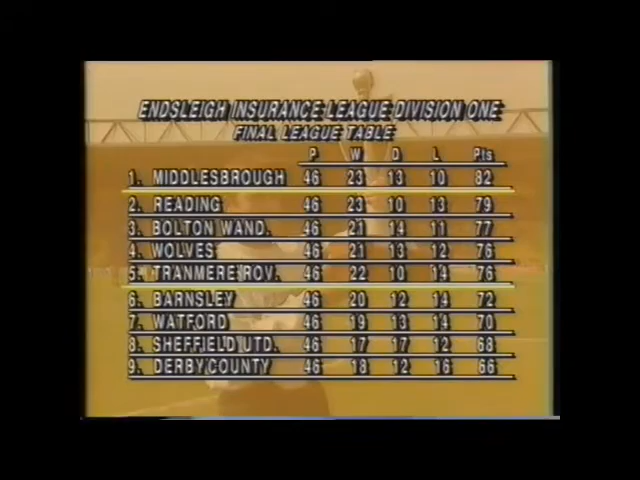 ENDSLEIGH INSURANCE LEAGUE DIVISION ONE
FINAL LEAGUE TABLE
P W D L Pts
1. MIDDLESBROUGH 46 23 13 10 82
2. READING 46 23 10 13 79
3. BOLTON WAND. 46 21 14 11 77
4. WOLVES 46 21 13 12 76
5. TRANMERE ROV. 46 22 10 14 76
6. BARNSLEY 46 20 12 14 72
7. WATFORD 46 19 13 14 70
8. SHEFFIELD UTD. 46 17 17 12 68
9. DERBY COUNTY 46 18 12 16 66